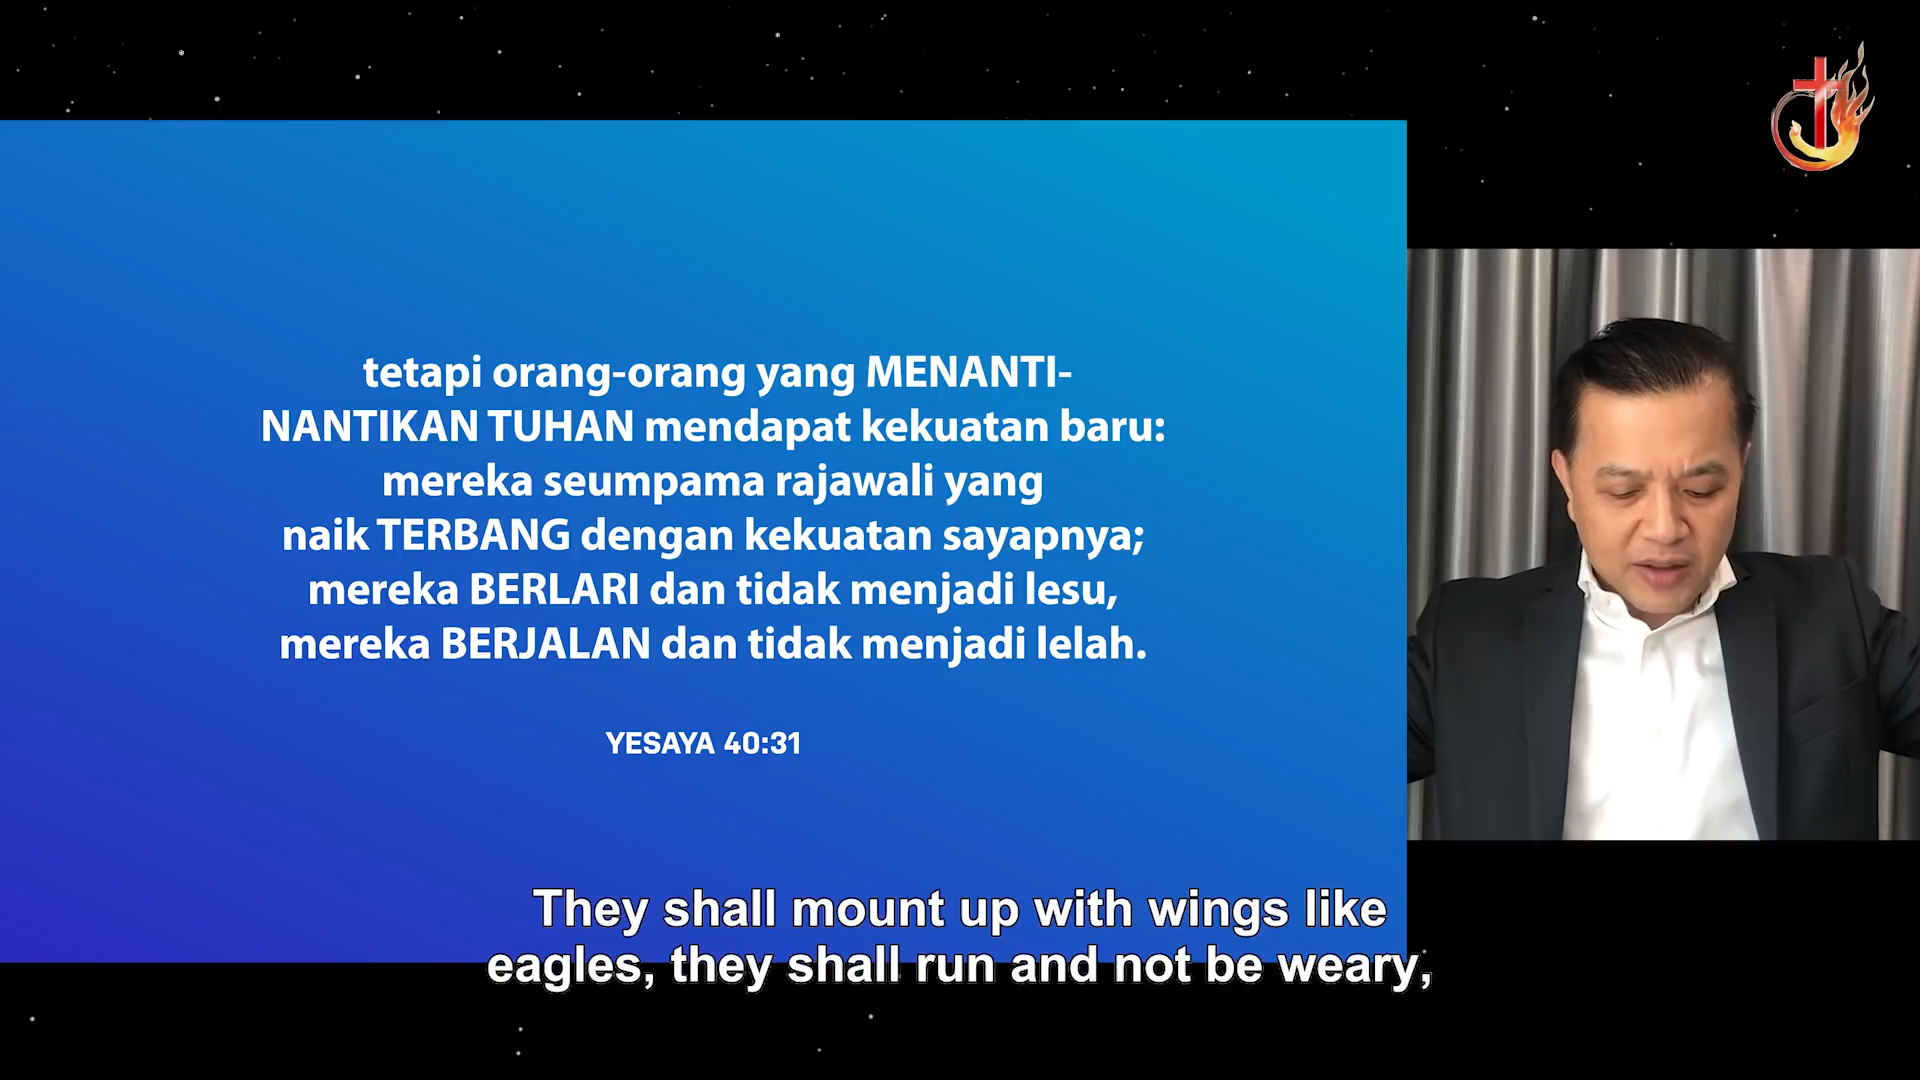 tetapi orang-orang yang MENANTI-
NANTIKAN TUHAN mendapat kekuatan baru:
mereka seumpama rajawali yang
naik TERBANG dengan kekuatan sayapnya;
mereka BERLARI dan tidak menjadi lesu,
mereka BERJALAN dan tidak menjadi lelah.
YESAYA 40:31
They shall mount up with wings like
eagles, they shall run and not be weary,